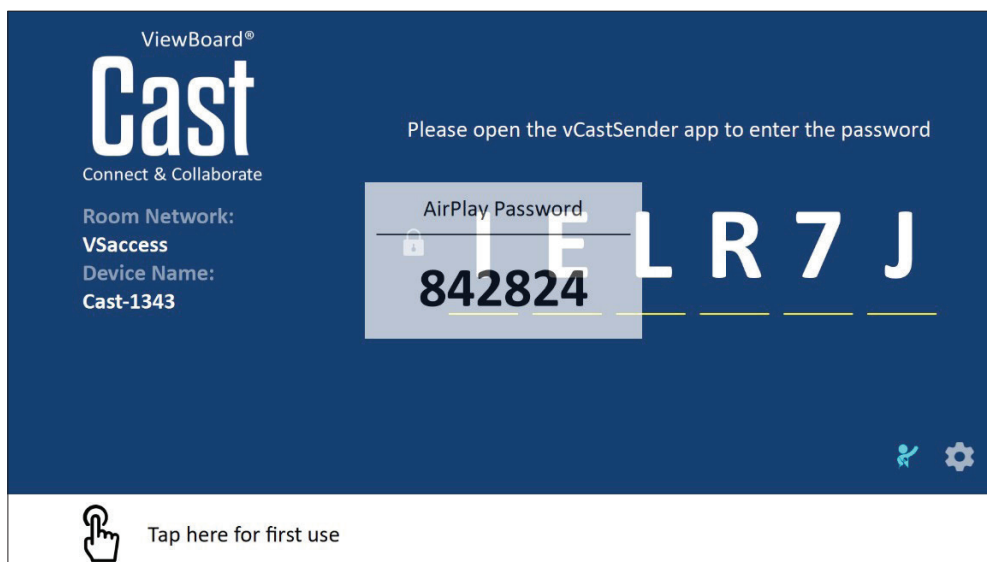 ViewBoard®
Cast
Connect & Collaborate
Room Network:
VSaccess
Device Name:
Cast-1343
Please open the vCastSender app to enter the password
AirPlay Password
842824
I E L R 7 J
Tap here for first use